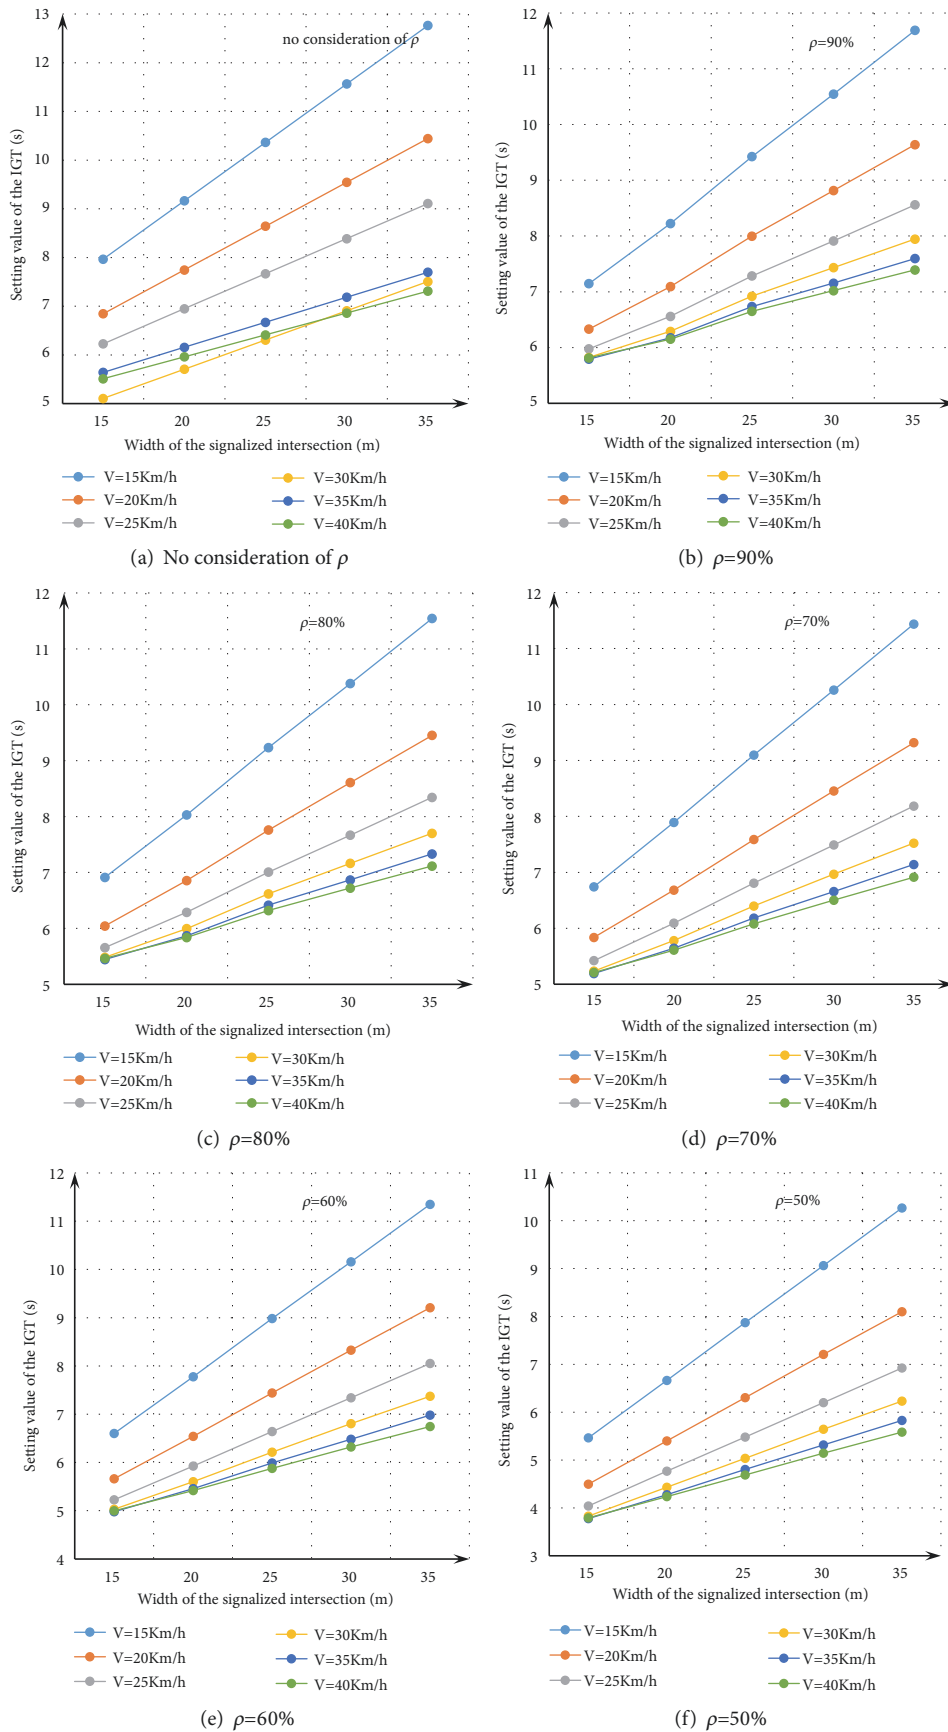 no consideration of ρ
13
12
11
10
9
8
7
6
5
Setting value of the IGT (s)
15 20 25 30 35
Width of the signalized intersection (m)
V=15Km/h V=30Km/h
V=20Km/h V=35Km/h
V=25Km/h V=40Km/h
(a) No consideration of ρ
ρ=90%
12
11
10
9
8
7
6
5
Setting value of the IGT (s)
15 20 25 30 35
Width of the signalized intersection (m)
V=15Km/h V=30Km/h
V=20Km/h V=35Km/h
V=25Km/h V=40Km/h
(b) ρ=90%
ρ=80%
12
11
10
9
8
7
6
5
Setting value of the IGT (s)
15 20 25 30 35
Width of the signalized intersection (m)
V=15Km/h V=30Km/h
V=20Km/h V=35Km/h
V=25Km/h V=40Km/h
(c) ρ=80%
ρ=70%
12
11
10
9
8
7
6
5
Setting value of the IGT (s)
15 20 25 30 35
Width of the signalized intersection (m)
V=15Km/h V=30Km/h
V=20Km/h V=35Km/h
V=25Km/h V=40Km/h
(d) ρ=70%
ρ=60%
12
11
10
9
8
7
6
5
4
Setting value of the IGT (s)
15 20 25 30 35
Width of the signalized intersection (m)
V=15Km/h V=30Km/h
V=20Km/h V=35Km/h
V=25Km/h V=40Km/h
(e) ρ=60%
ρ=50%
11
10
9
8
7
6
5
4
3
Setting value of the IGT (s)
15 20 25 30 35
Width of the signalized intersection (m)
V=15Km/h V=30Km/h
V=20Km/h V=35Km/h
V=25Km/h V=40Km/h
(f) ρ=50%